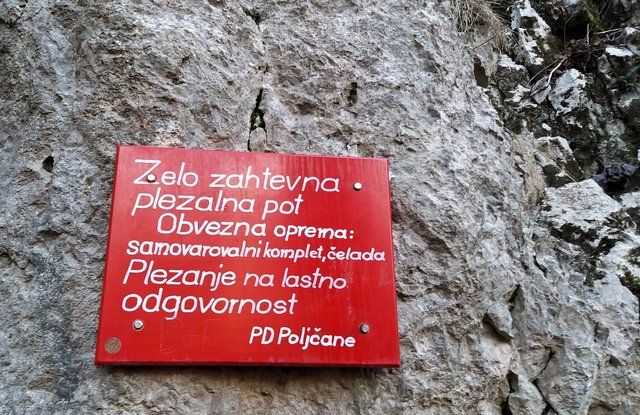 Zelo zahtevna
plezalna pot
Obvezna oprema:
samovarovalni komplet, čelada
Plezanje na lastno
odgovornost
PD Poljčane